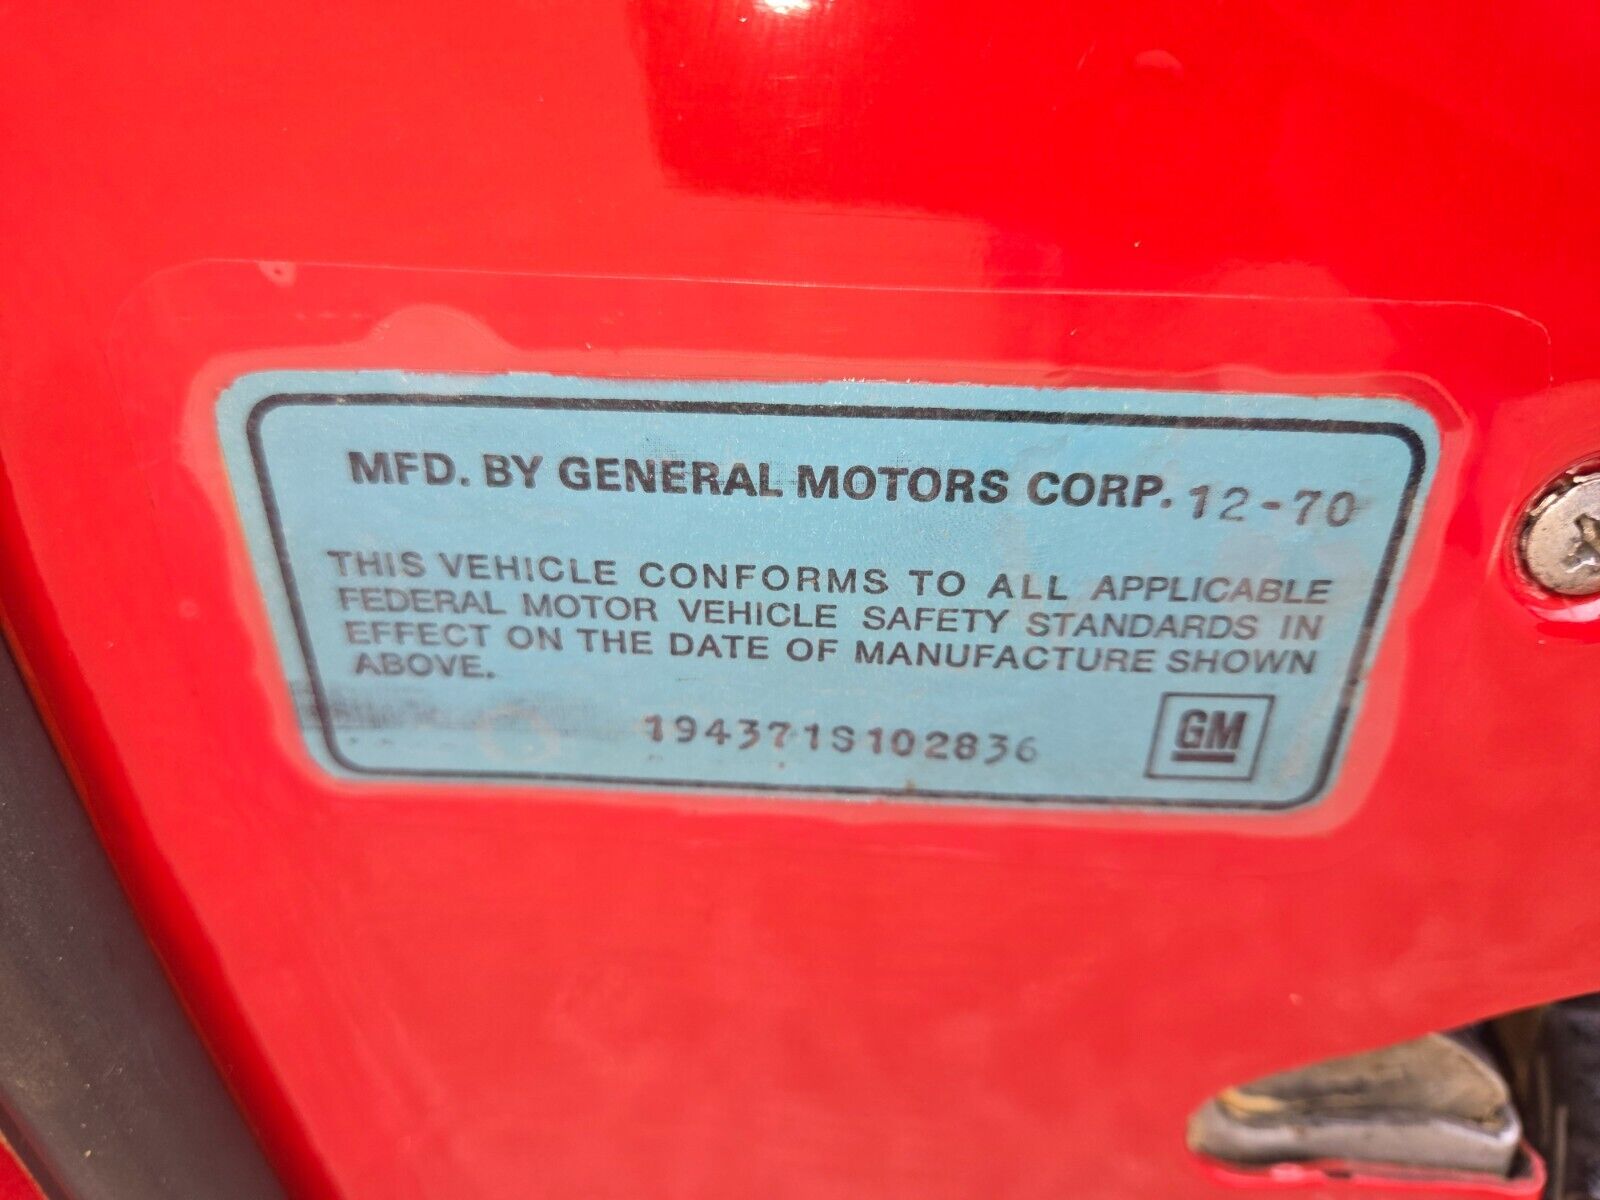 MFD. BY GENERAL MOTORS CORP. 12-70
THIS VEHICLE CONFORMS TO ALL APPLICABLE
FEDERAL MOTOR VEHICLE SAFETY STANDARDS IN
EFFECT ON THE DATE OF MANUFACTURE SHOWN
ABOVE.
194371S102836
GM